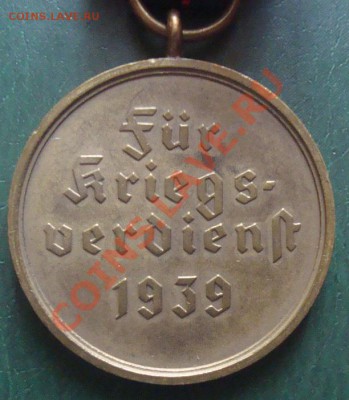 COINS.LAVE.RU
Für
Kriegs-
verdienst
1939
COINS.LAVE.RU